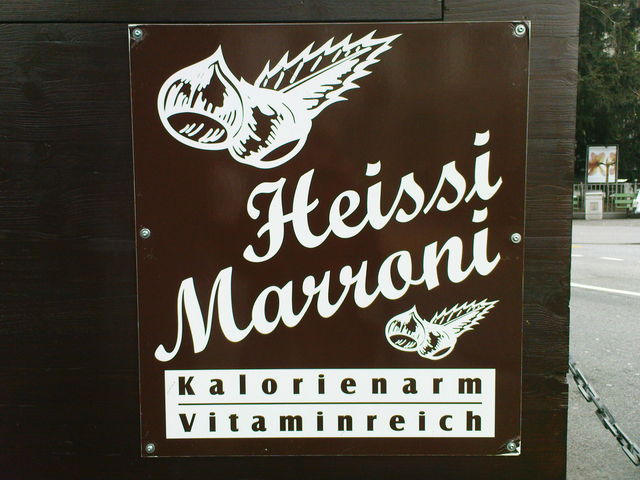 Heissi
Marroni
Kalorienarm
Vitaminreich